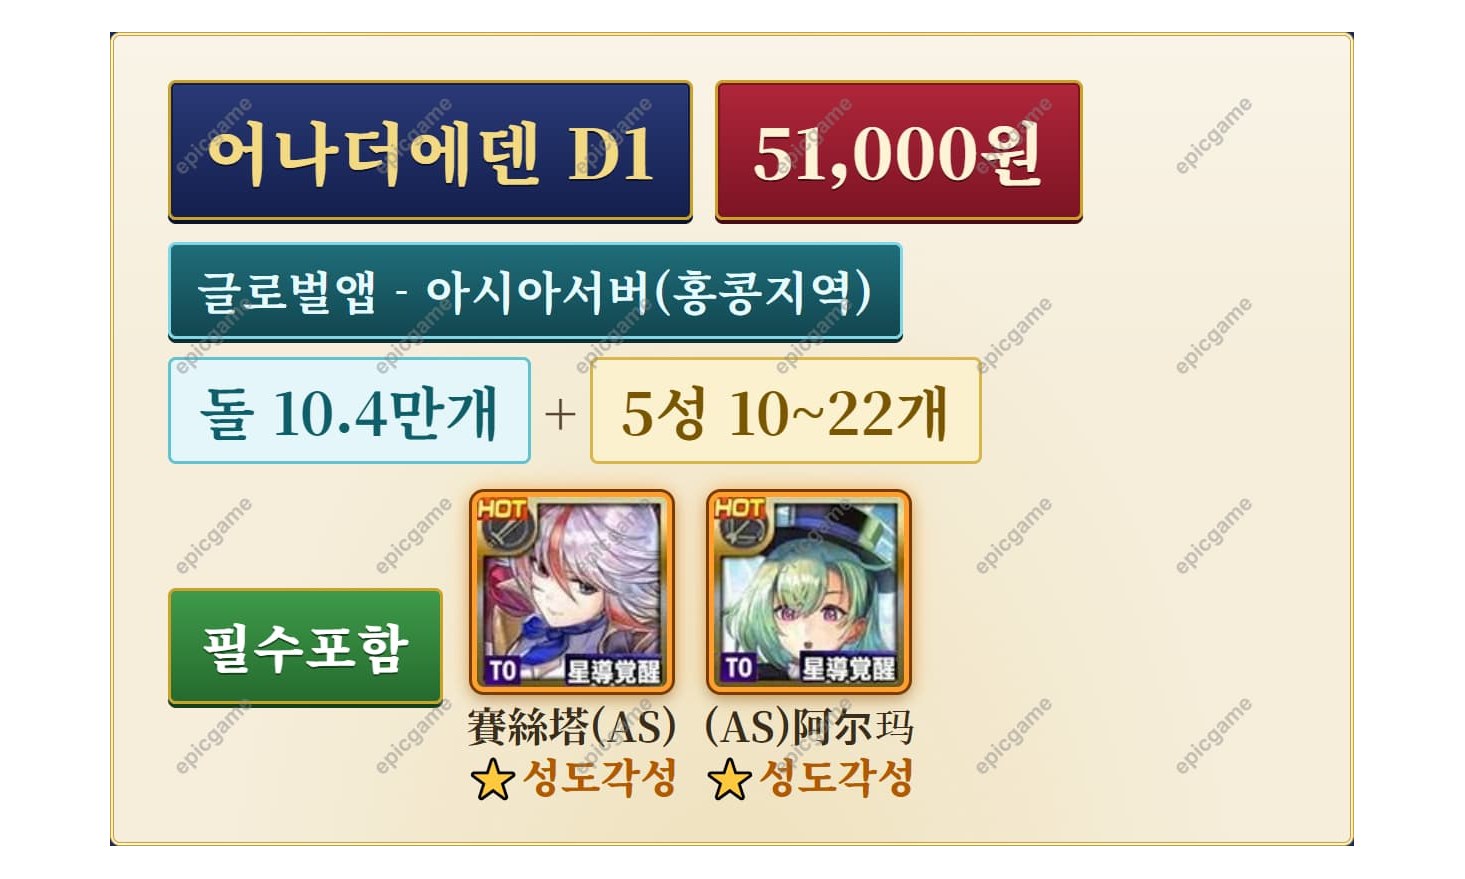 어나더에덴 D1 51,000원
글로벌앱 - 아시아서버(홍콩지역)
돌 10.4만개 + 5성 10~22개
HOT HOT
필수포함
T0 星導覚醒 T0 星導覚醒
賽絲塔(AS) (AS)阿尔玛
성도각성 성도각성
epicgame